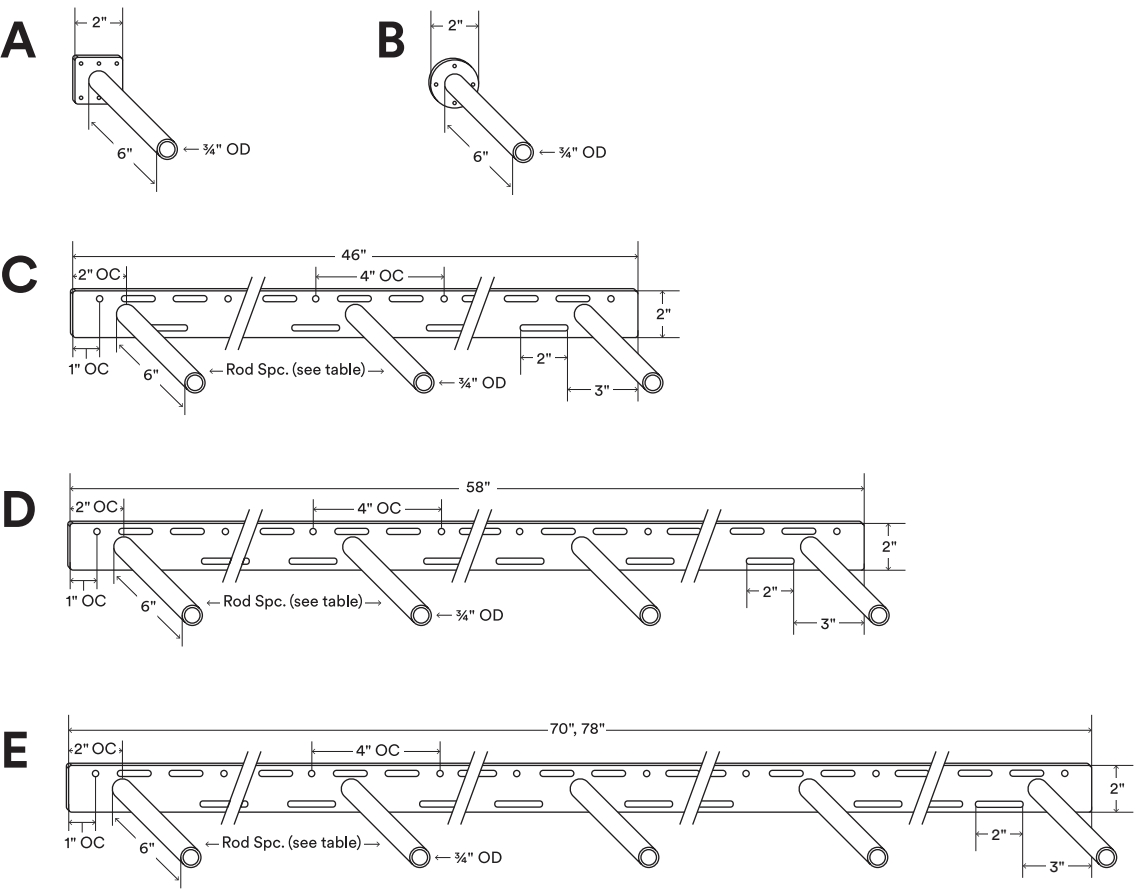 A
2"
6"
¾" OD
B
2"
6"
¾" OD
C
46"
2" OC
4" OC
2"
1" OC
6"
Rod Spc. (see table)
¾" OD
2"
3"
D
58"
2" OC
4" OC
2"
1" OC
6"
Rod Spc. (see table)
¾" OD
2"
3"
E
70", 78"
2" OC
4" OC
2"
1" OC
6"
Rod Spc. (see table)
¾" OD
2"
3"